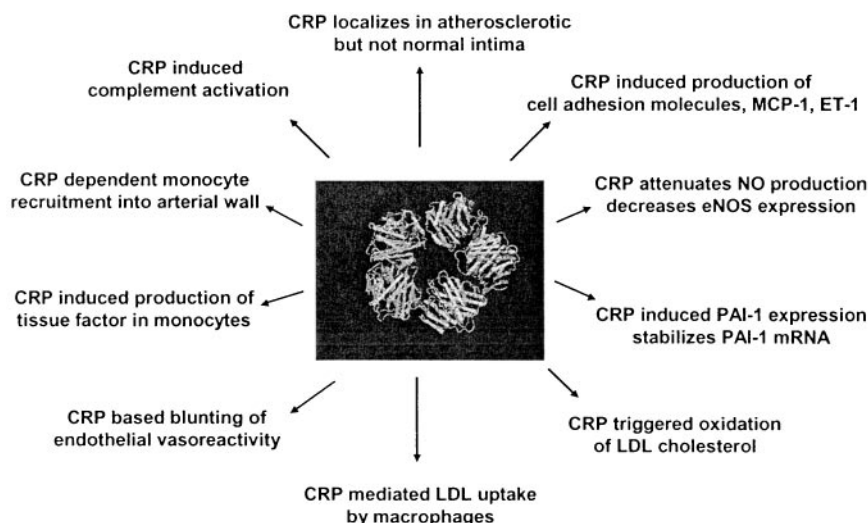 CRP localizes in atherosclerotic
but not normal intima
CRP induced
complement activation
CRP induced production of
cell adhesion molecules, MCP-1, ET-1
CRP dependent monocyte
recruitment into arterial wall
CRP attenuates NO production
decreases eNOS expression
CRP induced production of
tissue factor in monocytes
CRP induced PAI-1 expression
stabilizes PAI-1 mRNA
CRP based blunting of
endothelial vasoreactivity
CRP triggered oxidation
of LDL cholesterol
CRP mediated LDL uptake
by macrophages